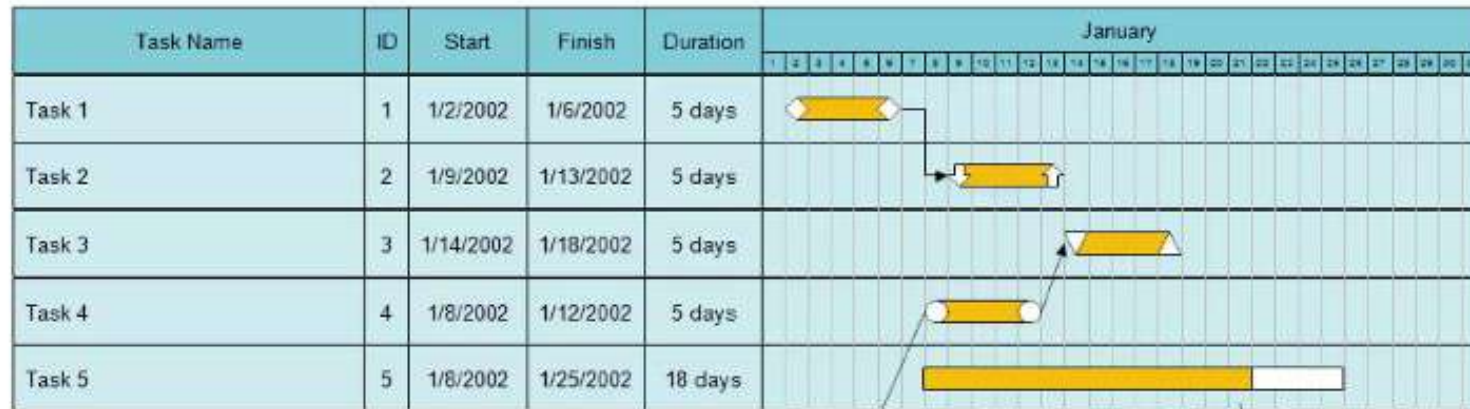 Task Name ID Start Finish Duration January
1 2 3 4 5 6 7 8 9 10 11 12 13 14 15 16 17 18 19 20 21 22 23 24 25 26 27 28 29 30
Task 1 1 1/2/2002 1/6/2002 5 days
Task 2 2 1/9/2002 1/13/2002 5 days
Task 3 3 1/14/2002 1/18/2002 5 days
Task 4 4 1/8/2002 1/12/2002 5 days
Task 5 5 1/8/2002 1/25/2002 18 days